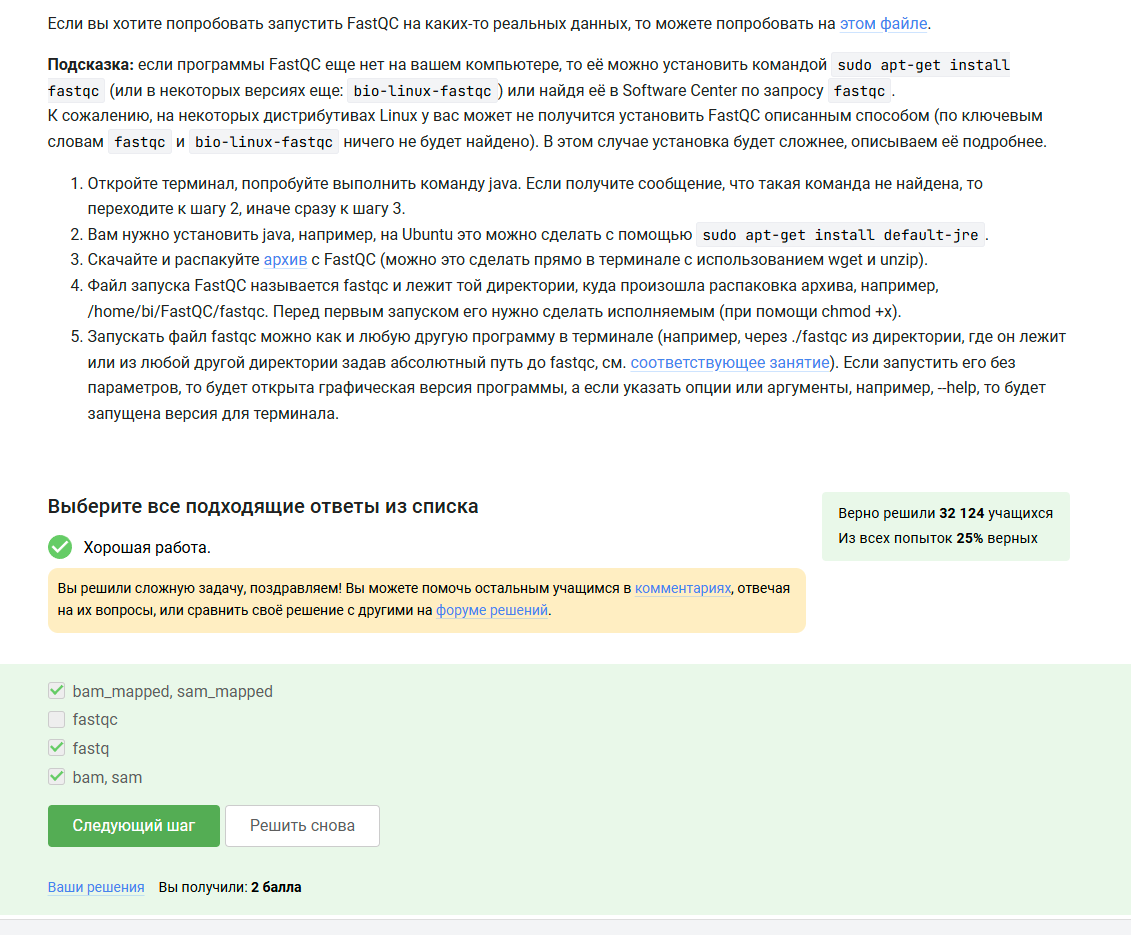 Если вы хотите попробовать запустить FastQC на каких-то реальных данных, то можете попробовать на этом файле.
Подсказка: если программы FastQC еще нет на вашем компьютере, то её можно установить командой sudo apt-get install
fastqc (или в некоторых версиях еще: bio-linux-fastqc ) или найдя её в Software Center по запросу fastqc .
К сожалению, на некоторых дистрибутивах Linux у вас может не получится установить FastQC описанным способом (по ключевым
словам fastqc и bio-linux-fastqc ничего не будет найдено). В этом случае установка будет сложнее, описываем её подробнее.
1. Откройте терминал, попробуйте выполнить команду java. Если получите сообщение, что такая команда не найдена, то
переходите к шагу 2, иначе сразу к шагу 3.
2. Вам нужно установить java, например, на Ubuntu это можно сделать с помощью sudo apt-get install default-jre .
3. Скачайте и распакуйте архив с FastQC (можно это сделать прямо в терминале с использованием wget и unzip).
4. Файл запуска FastQC называется fastqc и лежит той директории, куда произошла распаковка архива, например,
/home/bi/FastQC/fastqc. Перед первым запуском его нужно сделать исполняемым (при помощи chmod +x).
5. Запускать файл fastqc можно как и любую другую программу в терминале (например, через ./fastqc из директории, где он лежит
или из любой другой директории задав абсолютный путь до fastqc, см. соответствующее занятие). Если запустить его без
параметров, то будет открыта графическая версия программы, а если указать опции или аргументы, например, --help, то будет
запущена версия для терминала.
Выберите все подходящие ответы из списка
Верно решили 32 124 учащихся
Из всех попыток 25% верных
Хорошая работа.
Вы решили сложную задачу, поздравляем! Вы можете помочь остальным учащимся в комментариях, отвечая
на их вопросы, или сравнить своё решение с другими на форуме решений.
bam_mapped, sam_mapped
fastqc
fastq
bam, sam
Следующий шаг Решить снова
Ваши решения Вы получили: 2 балла